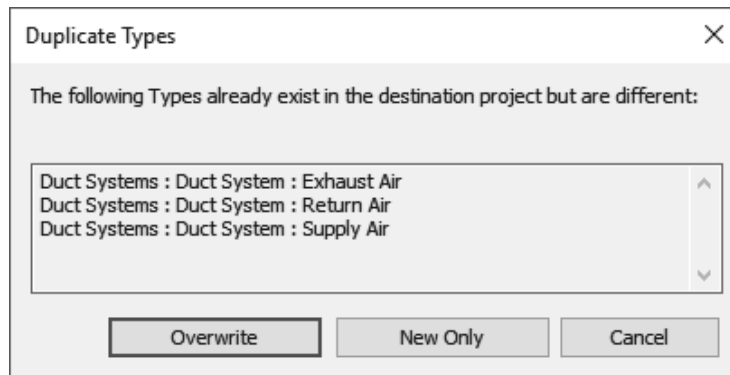 Duplicate Types
The following Types already exist in the destination project but are different:
Duct Systems : Duct System : Exhaust Air
Duct Systems : Duct System : Return Air
Duct Systems : Duct System : Supply Air
Overwrite
New Only
Cancel